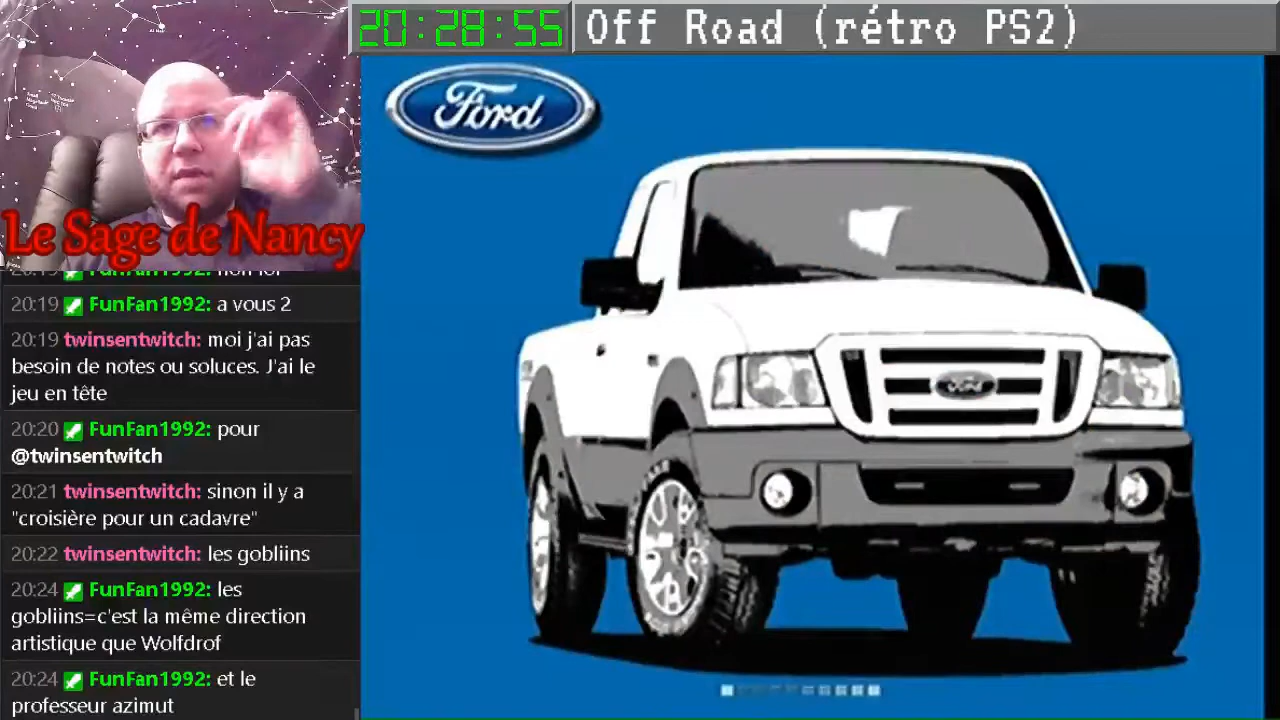 20:28:55
Off Road (rétro PS2)
Ford
Le Sage de Nancy
FunFan1992:
20:19 FunFan1992: a vous 2
20:19 twinsentwitch: moi j'ai pas
besoin de notes ou soluces. J'ai le
jeu en tête
20:20 FunFan1992: pour
@twinsentwitch
20:21 twinsentwitch: sinon il y a
"croisière pour un cadavre"
20:22 twinsentwitch: les gobliins
20:24 FunFan1992: les
gobliins=c'est la même direction
artistique que Wolfdrof
20:24 FunFan1992: et le
professeur azimut
Ford